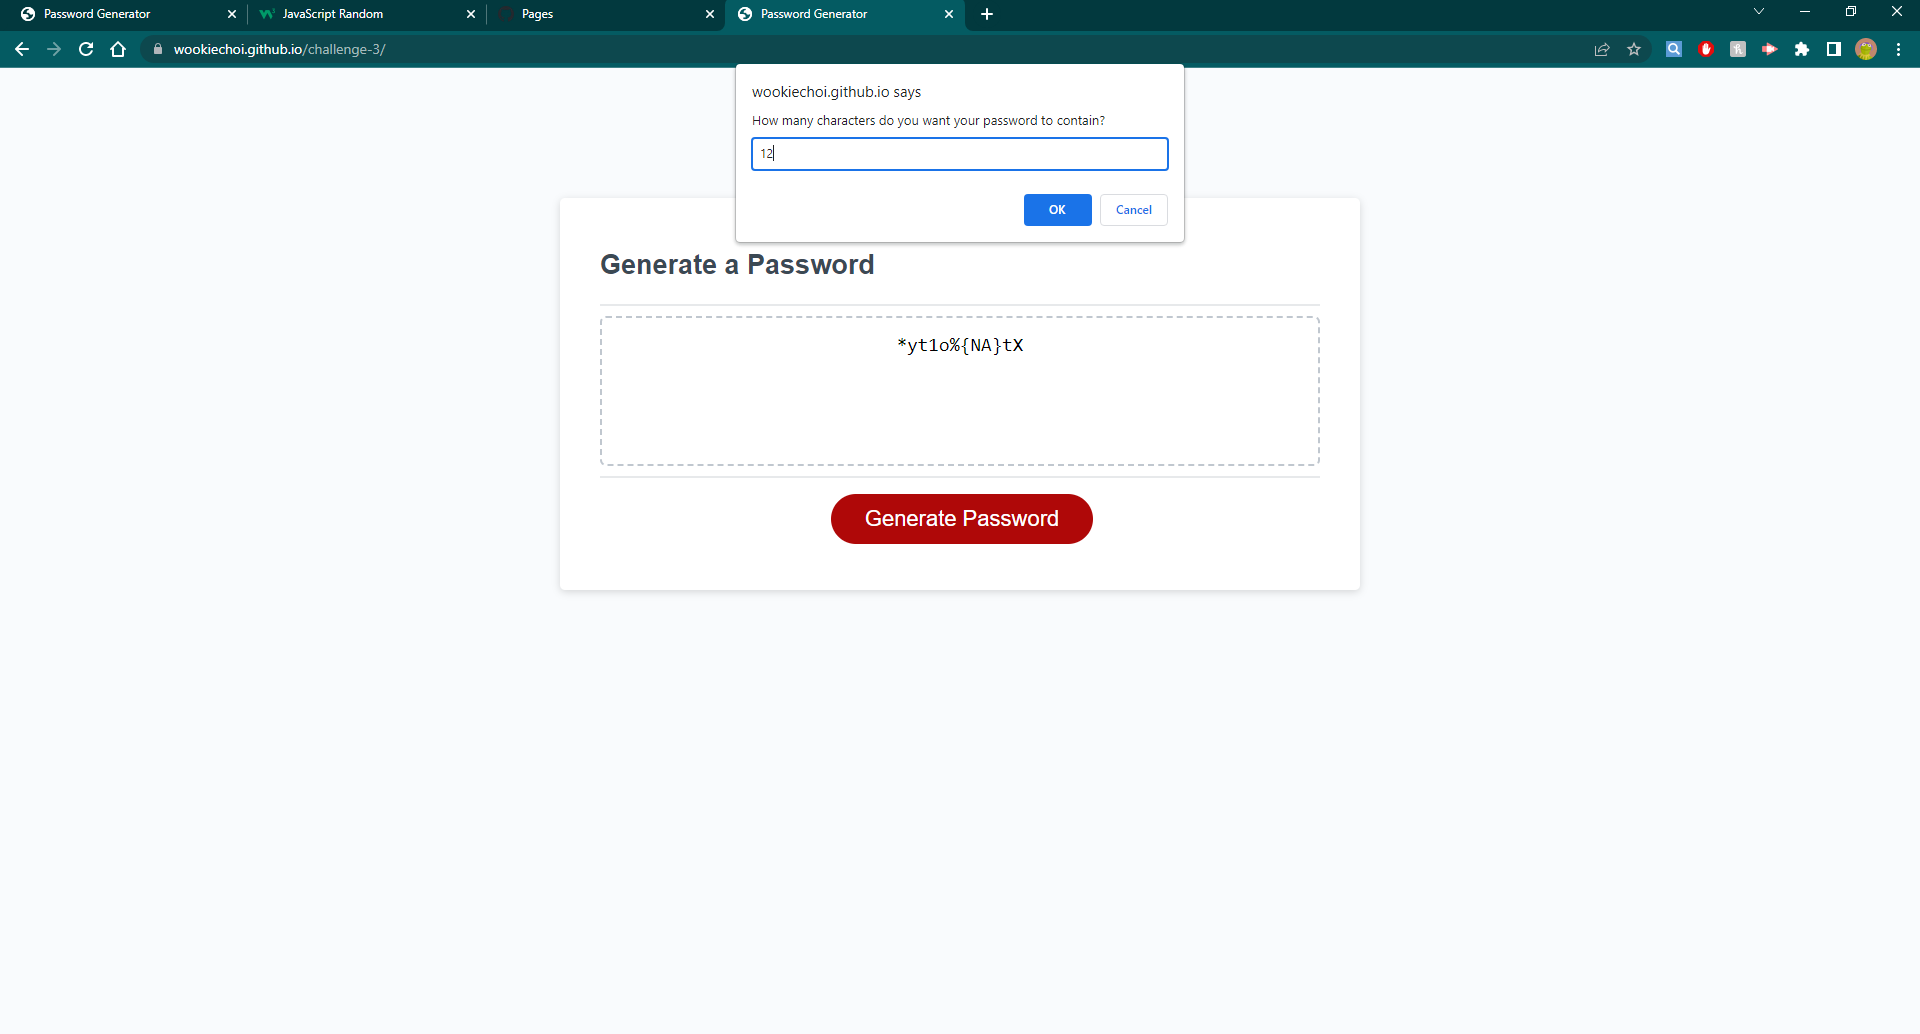 Password Generator
JavaScript Random
Pages
Password Generator
wookiechoi.github.io/challenge-3/
wookiechoi.github.io says
How many characters do you want your password to contain?
12
OK
Cancel
Generate a Password
*yt1o%{NA}tX
Generate Password